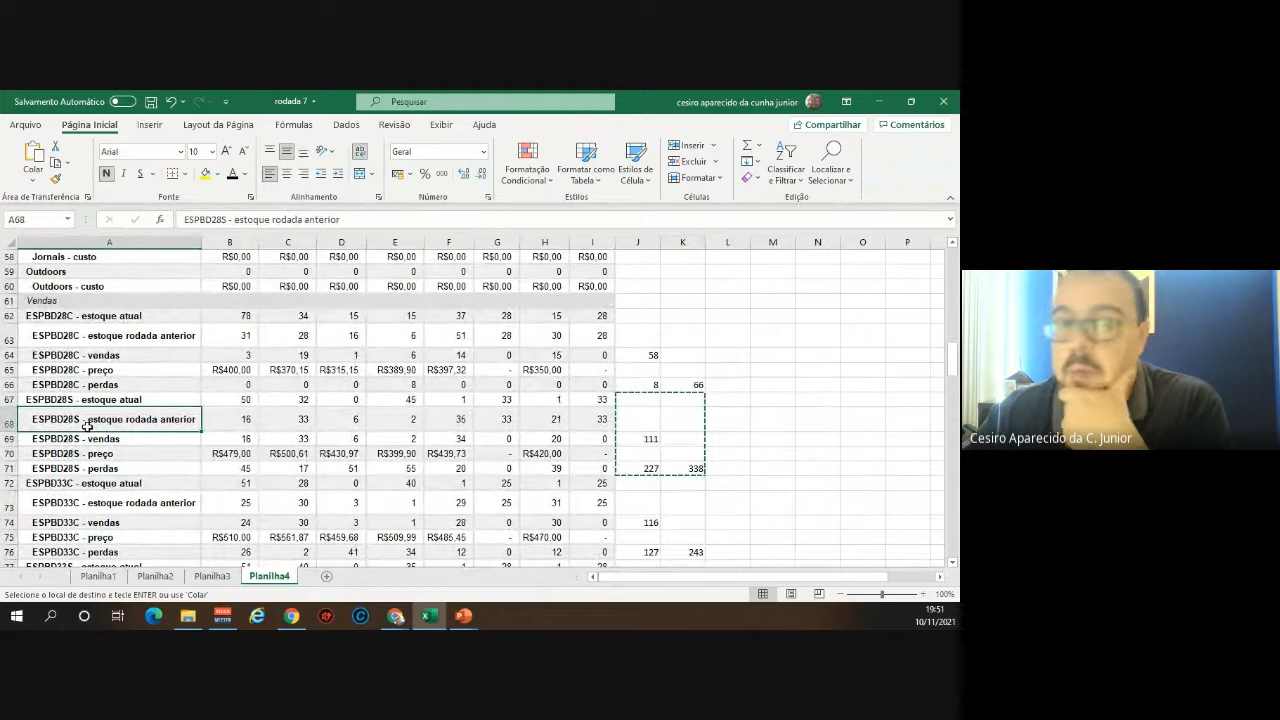 Salvamento Automático rodada 7 Pesquisar cesiro aparecido da cunha junior
Arquivo Página Inicial Inserir Layout da Página Fórmulas Dados Revisão Exibir Ajuda Compartilhar Comentários
Colar Arial 10 Geral Formatação Condicional Formatar como Tabela Estilos de Célula Inserir Excluir Formatar Classificar e Filtrar Localizar e Selecionar
Área de Transferência Fonte Alinhamento Número Estilos Células Edição
A68 ESPBD28S - estoque rodada anterior
A B C D E F G H I J K L M N O P
58 Jornais - custo R$0,00 R$0,00 R$0,00 R$0,00 R$0,00 R$0,00 R$0,00 R$0,00
59 Outdoors 0 0 0 0 0 0 0 0
60 Outdoors - custo R$0,00 R$0,00 R$0,00 R$0,00 R$0,00 R$0,00 R$0,00 R$0,00
61 Vendas
62 ESPBD28C - estoque atual 78 34 15 15 37 28 15 28
63 ESPBD28C - estoque rodada anterior 31 28 16 6 51 28 30 28
64 ESPBD28C - vendas 3 19 1 6 14 0 15 0 58
65 ESPBD28C - preço R$400,00 R$370,15 R$315,15 R$389,90 R$397,32 - R$350,00 -
66 ESPBD28C - perdas 0 0 0 8 0 0 0 0 8 66
67 ESPBD28S - estoque atual 50 32 0 45 1 33 1 33
68 ESPBD28S - estoque rodada anterior 16 33 6 2 35 33 21 33
69 ESPBD28S - vendas 16 33 6 2 34 0 20 0 111
70 ESPBD28S - preço R$479,00 R$500,61 R$430,97 R$399,90 R$439,73 - R$420,00 -
71 ESPBD28S - perdas 45 17 51 55 20 0 39 0 227 338
72 ESPBD33C - estoque atual 51 28 0 40 1 25 1 25
73 ESPBD33C - estoque rodada anterior 25 30 3 1 29 25 31 25
74 ESPBD33C - vendas 24 30 3 1 28 0 30 0 116
75 ESPBD33C - preço R$510,00 R$561,87 R$459,68 R$509,99 R$485,45 - R$470,00 -
76 ESPBD33C - perdas 26 2 41 34 12 0 12 0 127 243
Planilha1 Planilha2 Planilha3 Planilha4
Selecione o local de destino e tecle ENTER ou use 'Colar' 100%
19:51
10/11/2021
Cesiro Aparecido da C. Junior